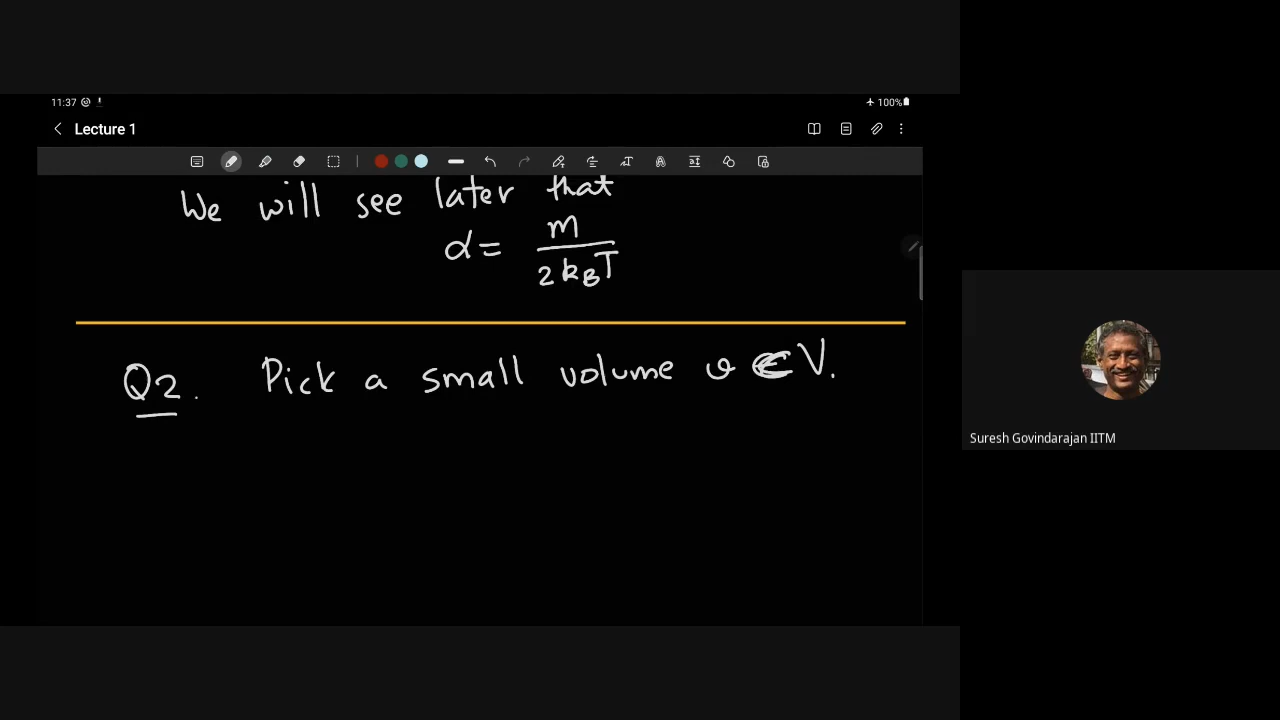 11:37
100%
Lecture 1
We will see later that
α = m / 2k_BT
Q2. Pick a small volume v ∈ V.
Suresh Govindarajan IITM